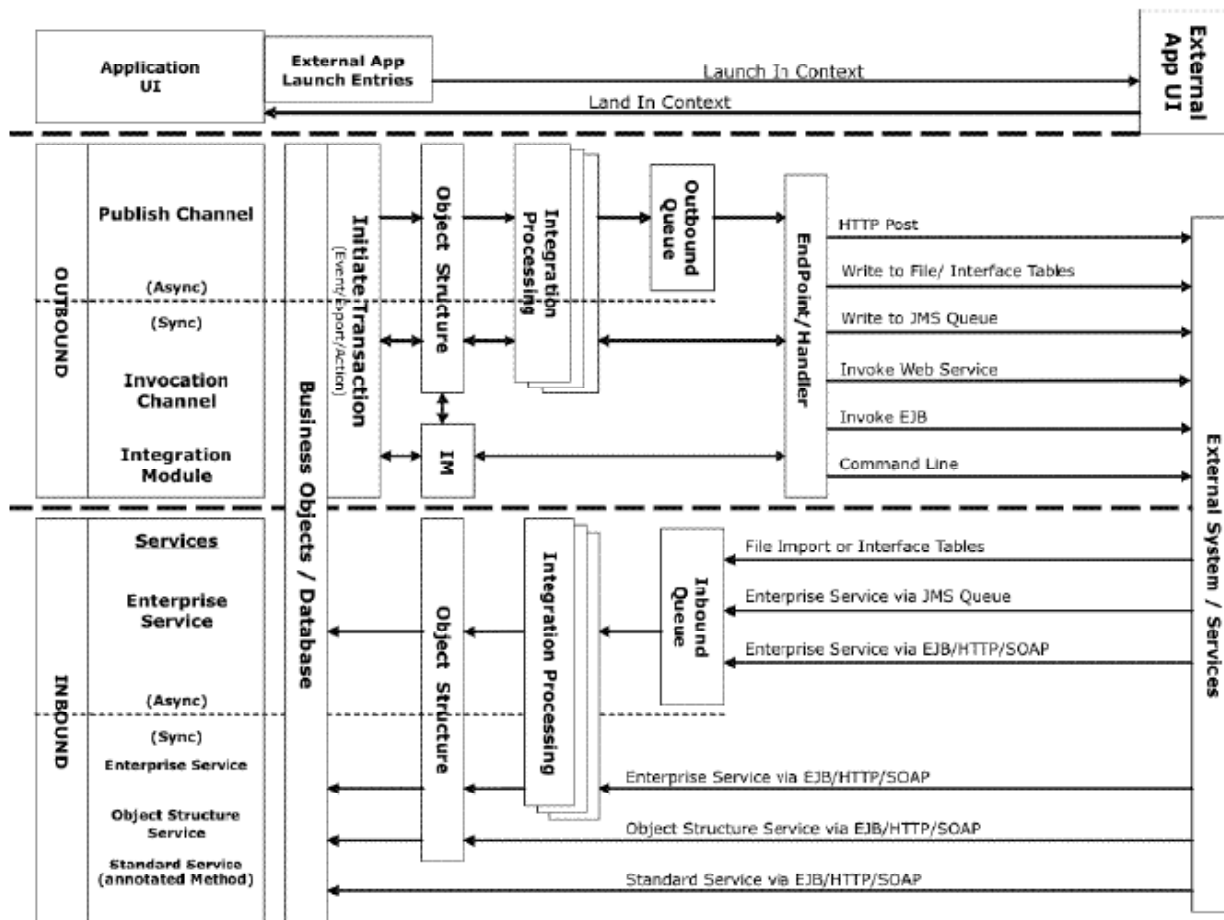 Application
UI
External App
Launch Entries
Launch In Context
Land In Context
External
App UI
OUTBOUND
Publish Channel
(Async)
(Sync)
Invocation
Channel
Integration
Module
Business Objects / Database
Initiate Transaction
(Event/Export/Action)
Object Structure
IM
Integration
Processing
Outbound
Queue
EndPoint/Handler
HTTP Post
Write to File/ Interface Tables
Write to JMS Queue
Invoke Web Service
Invoke EJB
Command Line
External System / Services
INBOUND
Services
Enterprise
Service
(Async)
(Sync)
Enterprise Service
Object Structure
Service
Standard Service
(annotated Method)
Object Structure
Integration Processing
Inbound
Queue
File Import or Interface Tables
Enterprise Service via JMS Queue
Enterprise Service via EJB/HTTP/SOAP
Enterprise Service via EJB/HTTP/SOAP
Object Structure Service via EJB/HTTP/SOAP
Standard Service via EJB/HTTP/SOAP